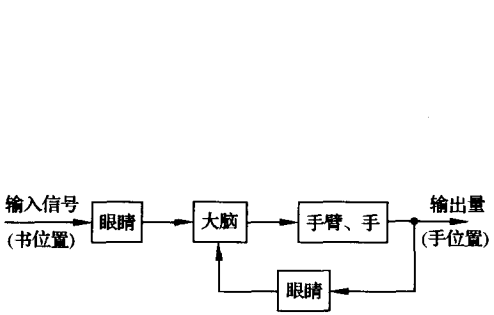 输入信号
(书位置)
眼睛
大脑
手臂、手
输出量
(手位置)
眼睛